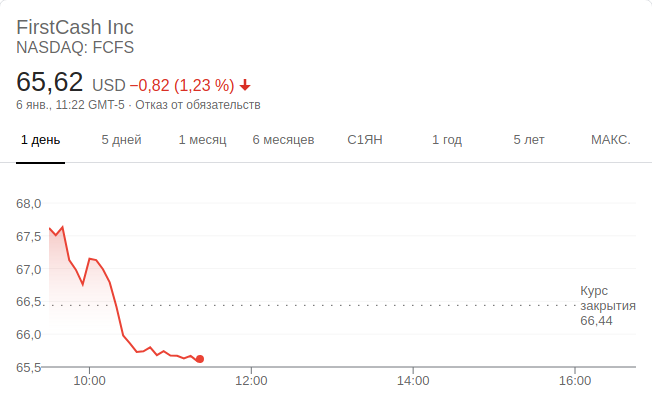 FirstCash Inc
NASDAQ: FCFS
65,62 USD −0,82 (1,23 %)
6 янв., 11:22 GMT-5 · Отказ от обязательств
1 день 5 дней 1 месяц 6 месяцев С1ЯН 1 год 5 лет МАКС.
68,0
67,5
67,0
66,5
66,0
65,5
Курс
закрытия
66,44
10:00 12:00 14:00 16:00